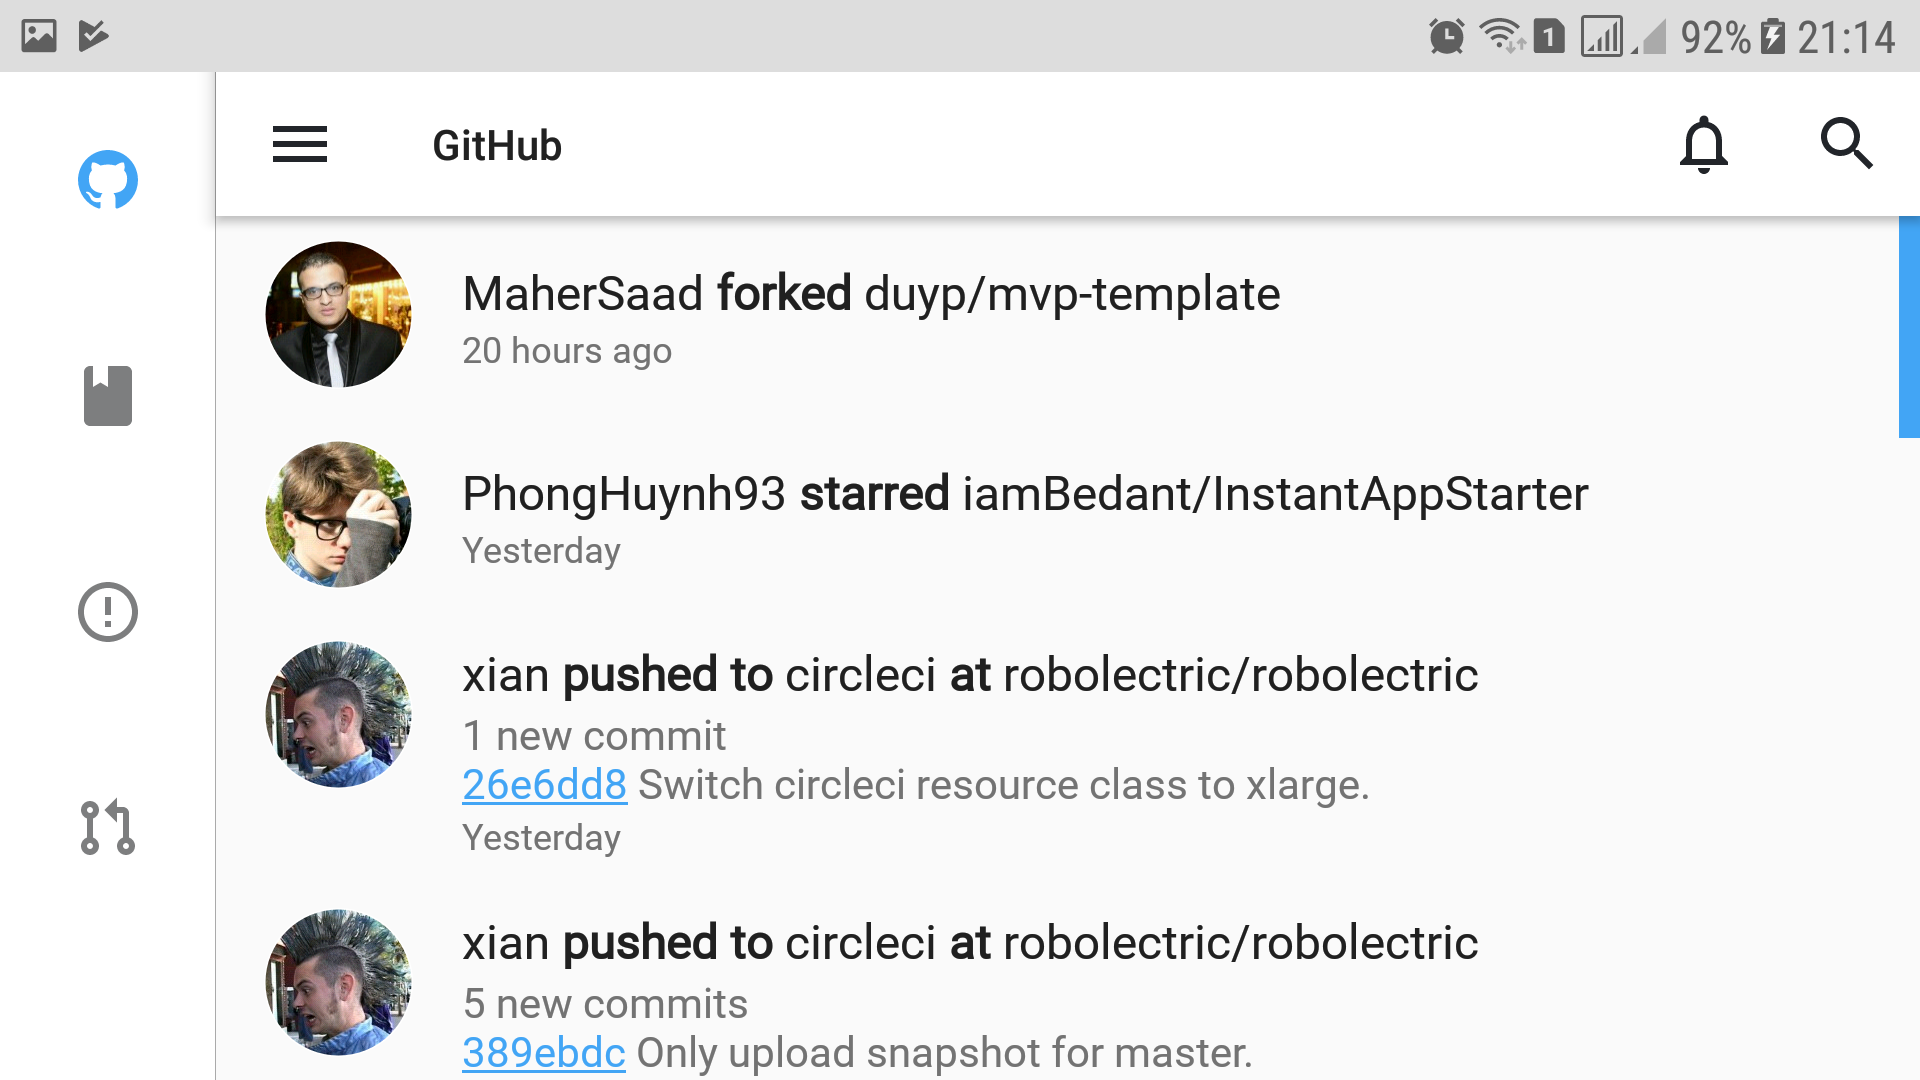 1 92% 21:14
GitHub
MaherSaad forked duyp/mvp-template
20 hours ago
PhongHuynh93 starred iamBedant/InstantAppStarter
Yesterday
xian pushed to circleci at robolectric/robolectric
1 new commit
26e6dd8 Switch circleci resource class to xlarge.
Yesterday
xian pushed to circleci at robolectric/robolectric
5 new commits
389ebdc Only upload snapshot for master.